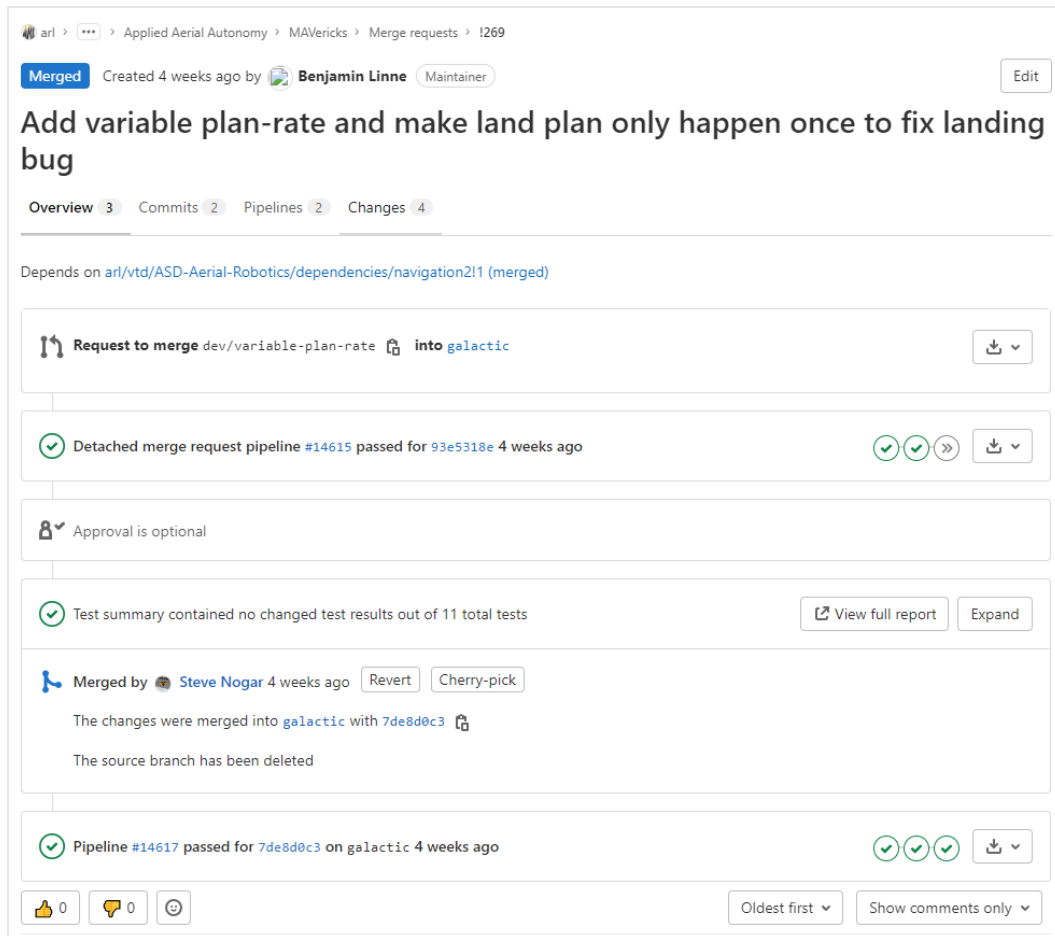 arl > ... > Applied Aerial Autonomy > MAVericks > Merge requests > !269
Merged Created 4 weeks ago by Benjamin Linne Maintainer Edit
Add variable plan-rate and make land plan only happen once to fix landing
bug
Overview 3 Commits 2 Pipelines 2 Changes 4
Depends on arl/vtd/ASD-Aerial-Robotics/dependencies/navigation2!1 (merged)
Request to merge dev/variable-plan-rate into galactic
Detached merge request pipeline #14615 passed for 93e5318e 4 weeks ago
Approval is optional
Test summary contained no changed test results out of 11 total tests View full report Expand
Merged by Steve Nogar 4 weeks ago Revert Cherry-pick
The changes were merged into galactic with 7de8d0c3
The source branch has been deleted
Pipeline #14617 passed for 7de8d0c3 on galactic 4 weeks ago
0 0 Oldest first Show comments only